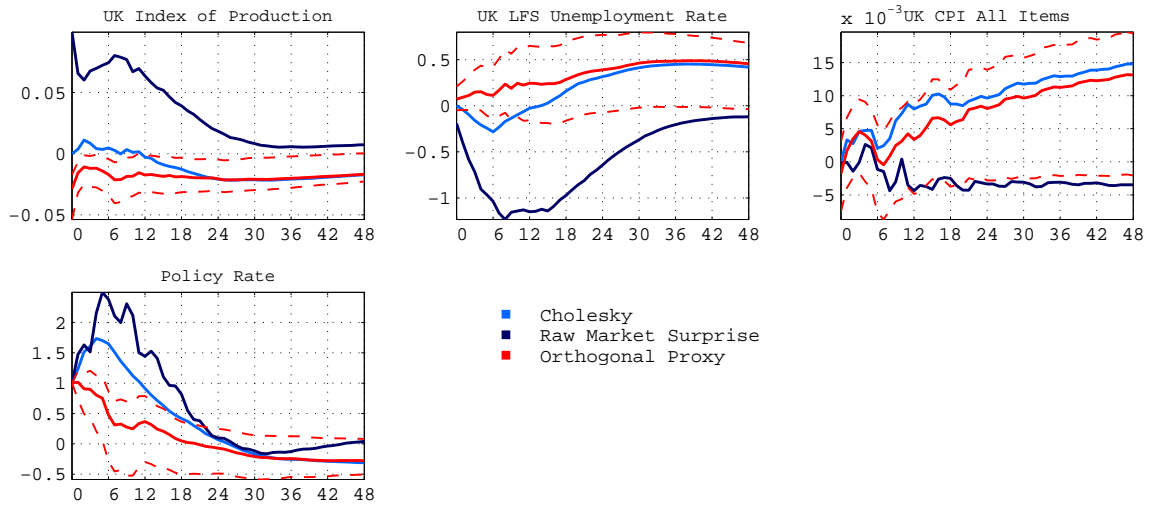 UK Index of Production
0.05
0
−0.05
0 6 12 18 24 30 36 42 48
UK LFS Unemployment Rate
0.5
0
−0.5
−1
0 6 12 18 24 30 36 42 48
x 10−3 UK CPI All Items
15
10
5
0
−5
0 6 12 18 24 30 36 42 48
Policy Rate
2
1.5
1
0.5
0
−0.5
0 6 12 18 24 30 36 42 48
Cholesky
Raw Market Surprise
Orthogonal Proxy